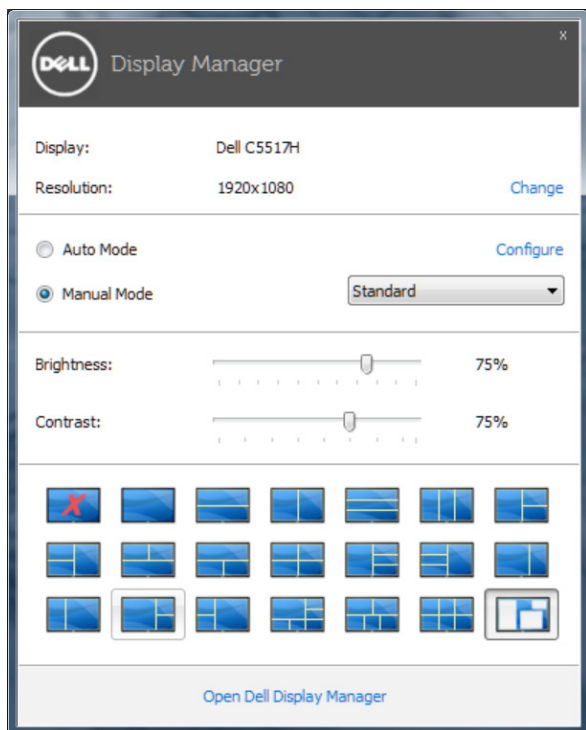 DELL Display Manager
x
Display: Dell C5517H
Resolution: 1920x1080 Change
Auto Mode Configure
Manual Mode Standard
Brightness: 75%
Contrast: 75%
X
Open Dell Display Manager